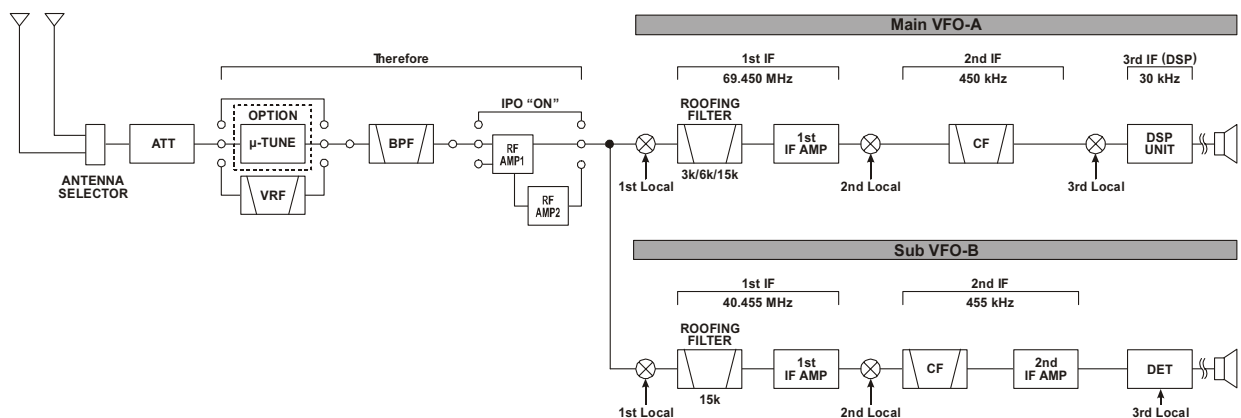 Main VFO-A
Therefore
1st IF
69.450 MHz
2nd IF
450 kHz
3rd IF (DSP)
30 kHz
IPO “ON”
OPTION
µ-TUNE
ATT
VRF
BPF
RF
AMP1
RF
AMP2
ANTENNA
SELECTOR
ROOFING
FILTER
3k/6k/15k
1st
IF AMP
CF
DSP
UNIT
1st Local
2nd Local
3rd Local
Sub VFO-B
1st IF
40.455 MHz
2nd IF
455 kHz
ROOFING
FILTER
15k
1st
IF AMP
CF
2nd
IF AMP
DET
1st Local
2nd Local
3rd Local